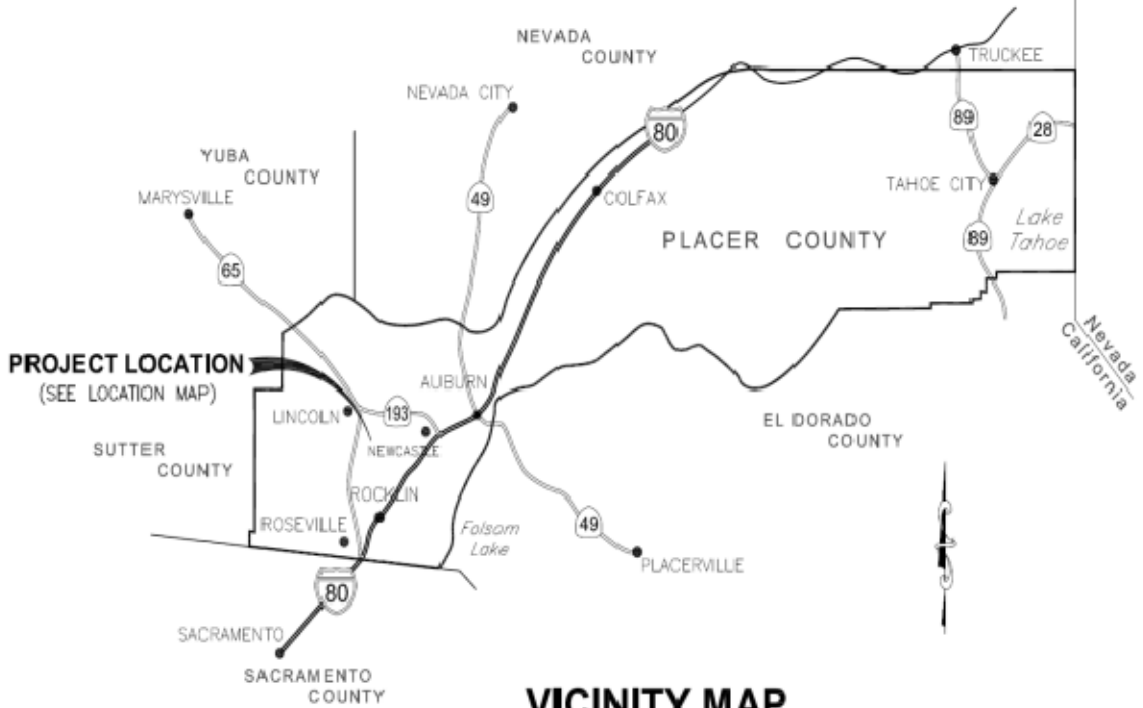 NEVADA
COUNTY
TRUCKEE
NEVADA CITY
89
28
80
YUBA
COUNTY
TAHOE CITY
MARYSVILLE
49
COLFAX
PLACER COUNTY
89
Lake
Tahoe
65
Nevada
California
PROJECT LOCATION
(SEE LOCATION MAP)
AUBURN
LINCOLN
193
NEWCASTLE
EL DORADO
COUNTY
SUTTER
COUNTY
ROCKLIN
ROSEVILLE
Folsom
Lake
49
PLACERVILLE
80
SACRAMENTO
SACRAMENTO
COUNTY
VICINITY MAP